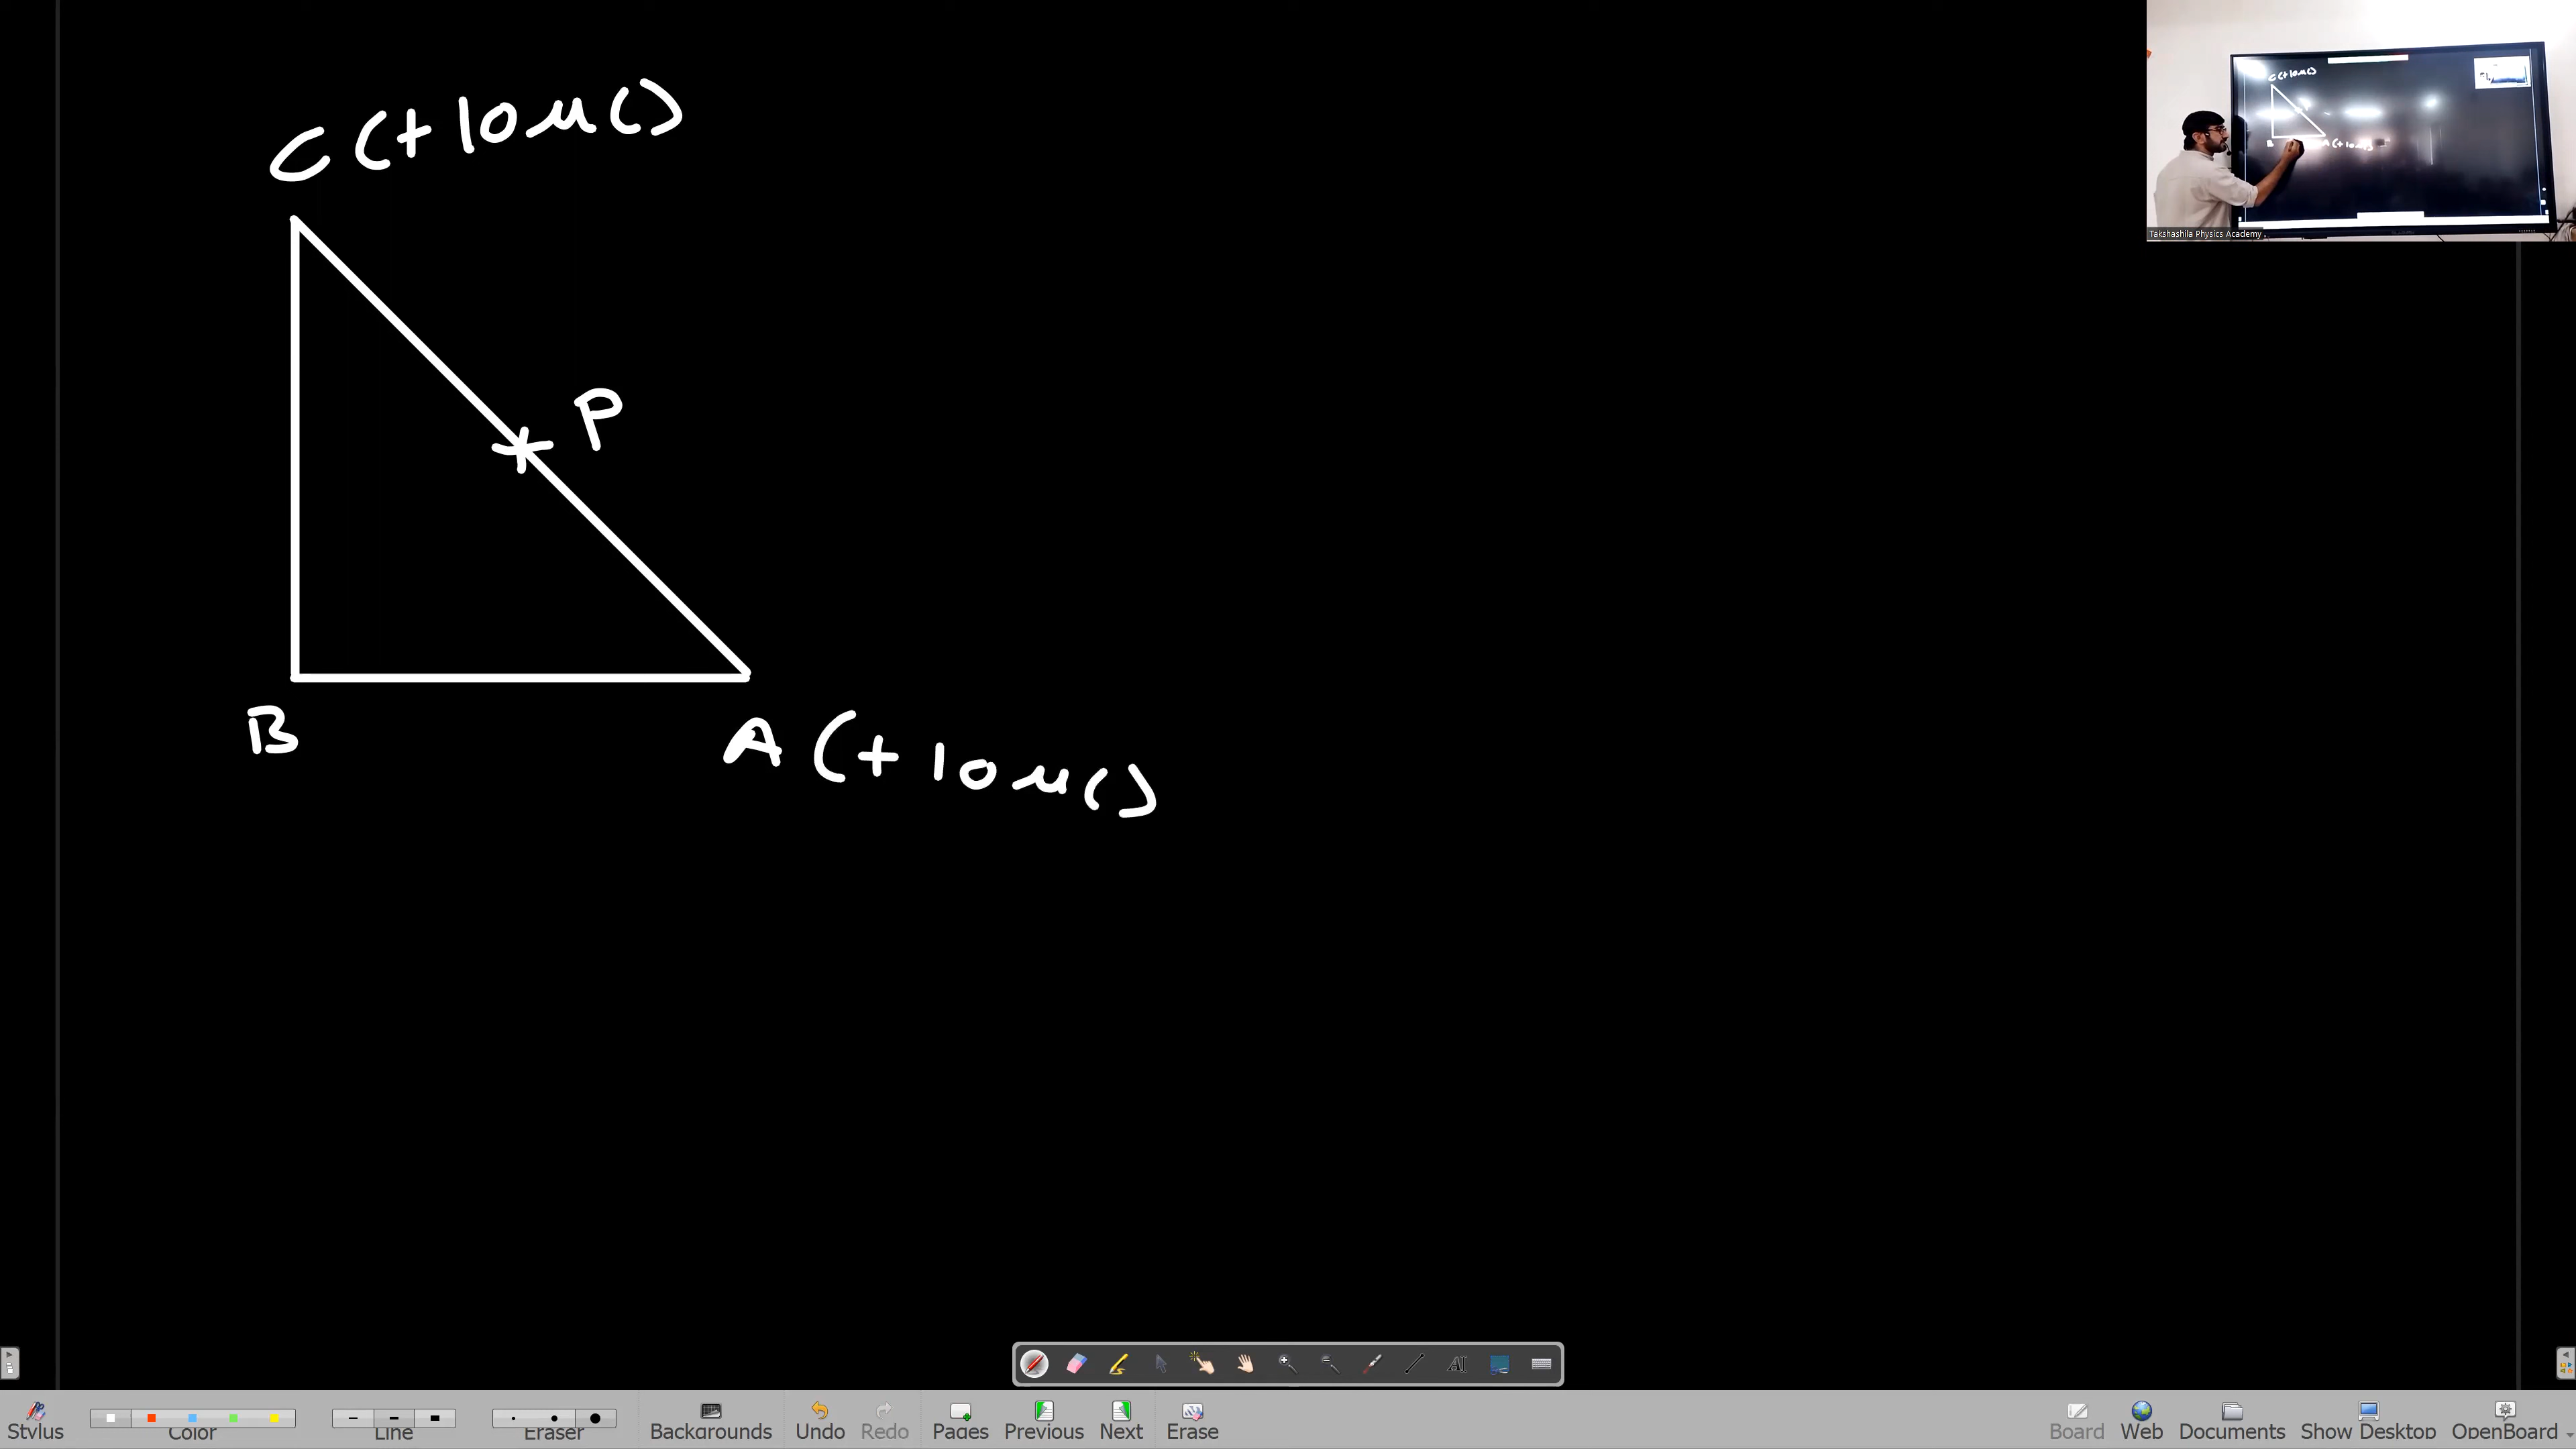 C (+10μC)
P
B
A (+10μC)
Takshashila Physics Academy
Stylus
Color
Line
Eraser
Backgrounds
Undo
Redo
Pages
Previous
Next
Erase
Board
Web
Documents
Show Desktop
OpenBoard